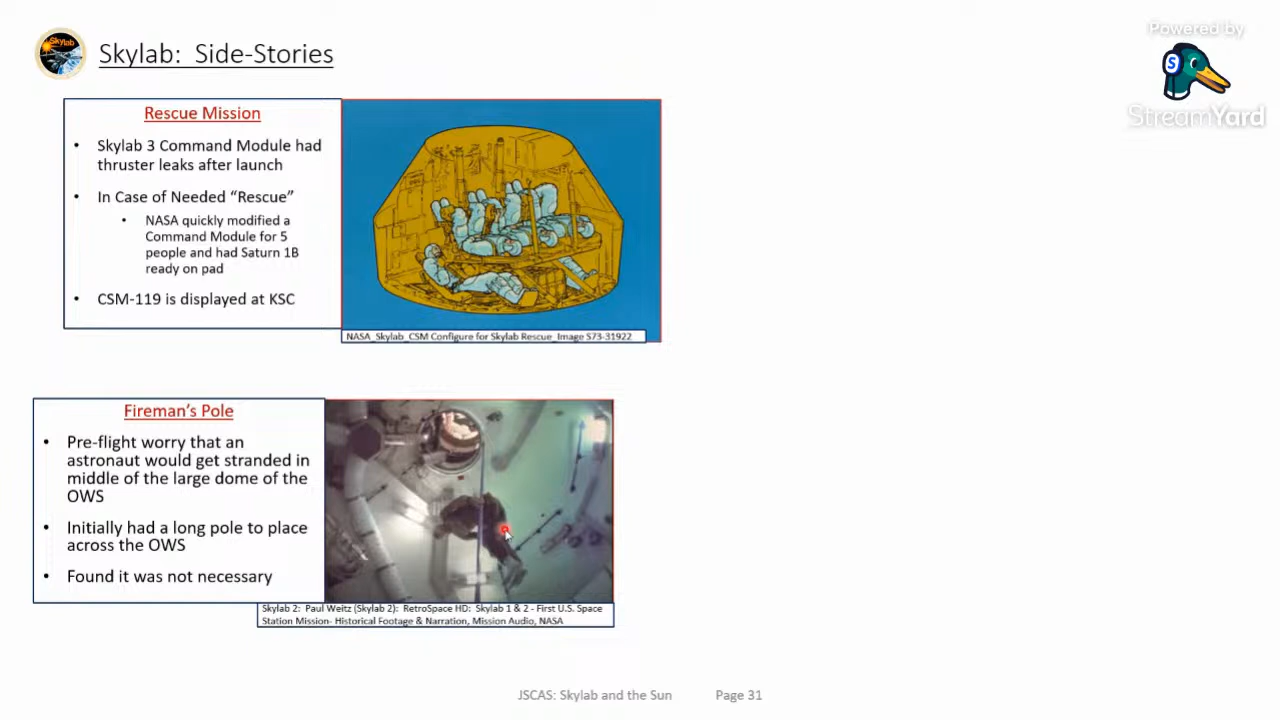 Skylab
Skylab: Side-Stories
Powered by
S
StreamYard
Rescue Mission
• Skylab 3 Command Module had
thruster leaks after launch
• In Case of Needed “Rescue”
• NASA quickly modified a
Command Module for 5
people and had Saturn 1B
ready on pad
• CSM-119 is displayed at KSC
NASA_Skylab_CSM Configure for Skylab Rescue_Image S73-31922
Fireman’s Pole
• Pre-flight worry that an
astronaut would get stranded in
middle of the large dome of the
OWS
• Initially had a long pole to place
across the OWS
• Found it was not necessary
Skylab 2: Paul Weitz (Skylab 2): RetroSpace HD: Skylab 1 & 2 - First U.S. Space
Station Mission- Historical Footage & Narration, Mission Audio, NASA
JSCAS: Skylab and the Sun Page 31